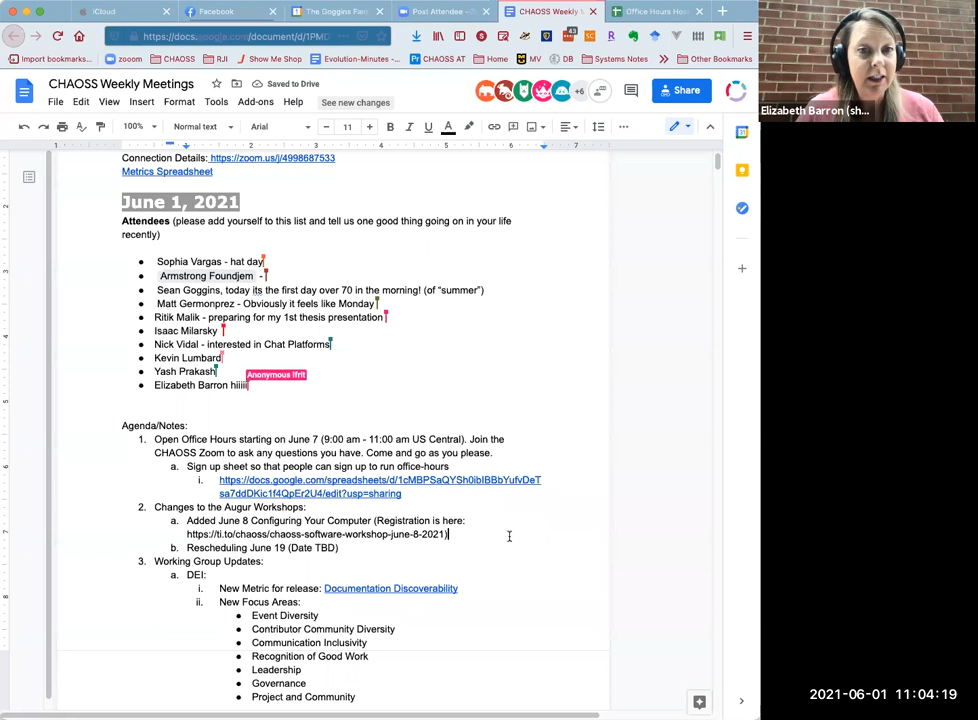 iCloud
Facebook
The Goggins Fam
Post Attendee - Z
CHAOSS Weekly M
Office Hours Hos
https://docs.google.com/document/d/1PMD
Import bookmarks...
CHAOSS
RJI
Show Me Shop
Evolution-Minutes -...
CHAOSS AT
Home
MV
DB
Systems Notes
Other Bookmarks
CHAOSS Weekly Meetings
Saved to Drive
+6
Share
File Edit View Insert Format Tools Add-ons Help
See new changes
100%
Normal text
Arial
11
Elizabeth Barron (sh...
Connection Details: https://zoom.us/j/4998687533
Metrics Spreadsheet
June 1, 2021
Attendees (please add yourself to this list and tell us one good thing going on in your life
recently)
Sophia Vargas - hat day
Armstrong Foundjem -
Sean Goggins, today its the first day over 70 in the morning! (of “summer”)
Matt Germonprez - Obviously it feels like Monday
Ritik Malik - preparing for my 1st thesis presentation
Isaac Milarsky
Nick Vidal - interested in Chat Platforms
Kevin Lumbard
Yash Prakash
Anonymous Ifrit
Elizabeth Barron hiiiii
Agenda/Notes:
1. Open Office Hours starting on June 7 (9:00 am - 11:00 am US Central). Join the
CHAOSS Zoom to ask any questions you have. Come and go as you please.
a. Sign up sheet so that people can sign up to run office-hours
i. https://docs.google.com/spreadsheets/d/1cMBPSaQYSh0ibIBBbYufvDeT
sa7ddDKic1f4QpEr2U4/edit?usp=sharing
2. Changes to the Augur Workshops:
a. Added June 8 Configuring Your Computer (Registration is here:
https://ti.to/chaoss/chaoss-software-workshop-june-8-2021)
b. Rescheduling June 19 (Date TBD)
3. Working Group Updates:
a. DEI:
i. New Metric for release: Documentation Discoverability
ii. New Focus Areas:
Event Diversity
Contributor Community Diversity
Communication Inclusivity
Recognition of Good Work
Leadership
Governance
Project and Community
2021-06-01 11:04:19